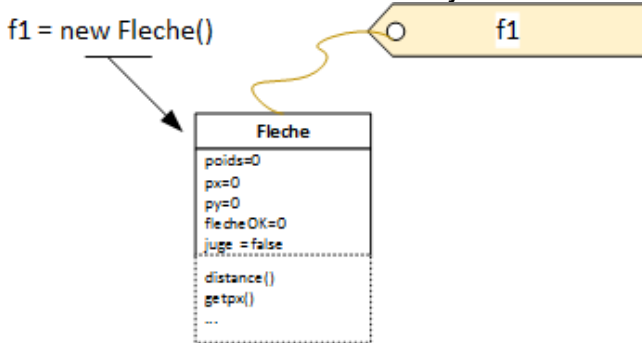 f1 = new Fleche()
f1
Fleche
poids=0
px=0
py=0
flecheOK=0
juge = false
distance()
getpx()
...